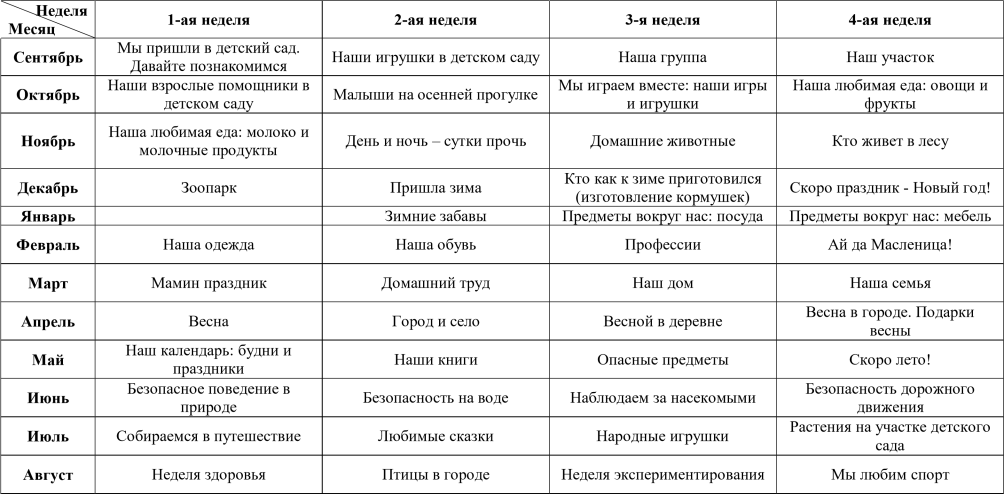 Неделя
Месяц
1-ая неделя
2-ая неделя
3-я неделя
4-ая неделя
Сентябрь
Мы пришли в детский сад.
Давайте познакомимся
Наши игрушки в детском саду
Наша группа
Наш участок
Октябрь
Наши взрослые помощники в
детском саду
Малыши на осенней прогулке
Мы играем вместе: наши игры
и игрушки
Наша любимая еда: овощи и
фрукты
Ноябрь
Наша любимая еда: молоко и
молочные продукты
День и ночь – сутки прочь
Домашние животные
Кто живет в лесу
Декабрь
Зоопарк
Пришла зима
Кто как к зиме приготовился
(изготовление кормушек)
Скоро праздник - Новый год!
Январь
Зимние забавы
Предметы вокруг нас: посуда
Предметы вокруг нас: мебель
Февраль
Наша одежда
Наша обувь
Профессии
Ай да Масленица!
Март
Мамин праздник
Домашний труд
Наш дом
Наша семья
Апрель
Весна
Город и село
Весной в деревне
Весна в городе. Подарки
весны
Май
Наш календарь: будни и
праздники
Наши книги
Опасные предметы
Скоро лето!
Июнь
Безопасное поведение в
природе
Безопасность на воде
Наблюдаем за насекомыми
Безопасность дорожного
движения
Июль
Собираемся в путешествие
Любимые сказки
Народные игрушки
Растения на участке детского
сада
Август
Неделя здоровья
Птицы в городе
Неделя экспериментирования
Мы любим спорт